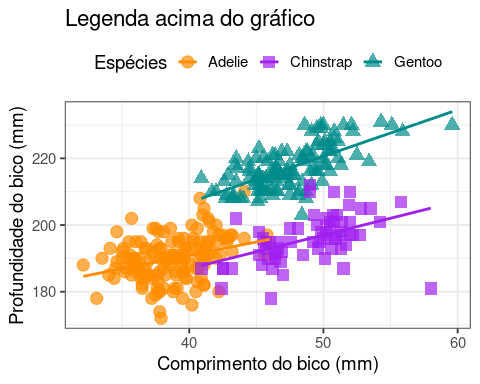 Legenda acima do gráfico
Espécies Adelie Chinstrap Gentoo
Profundidade do bico (mm)
220
200
180
40 50 60
Comprimento do bico (mm)